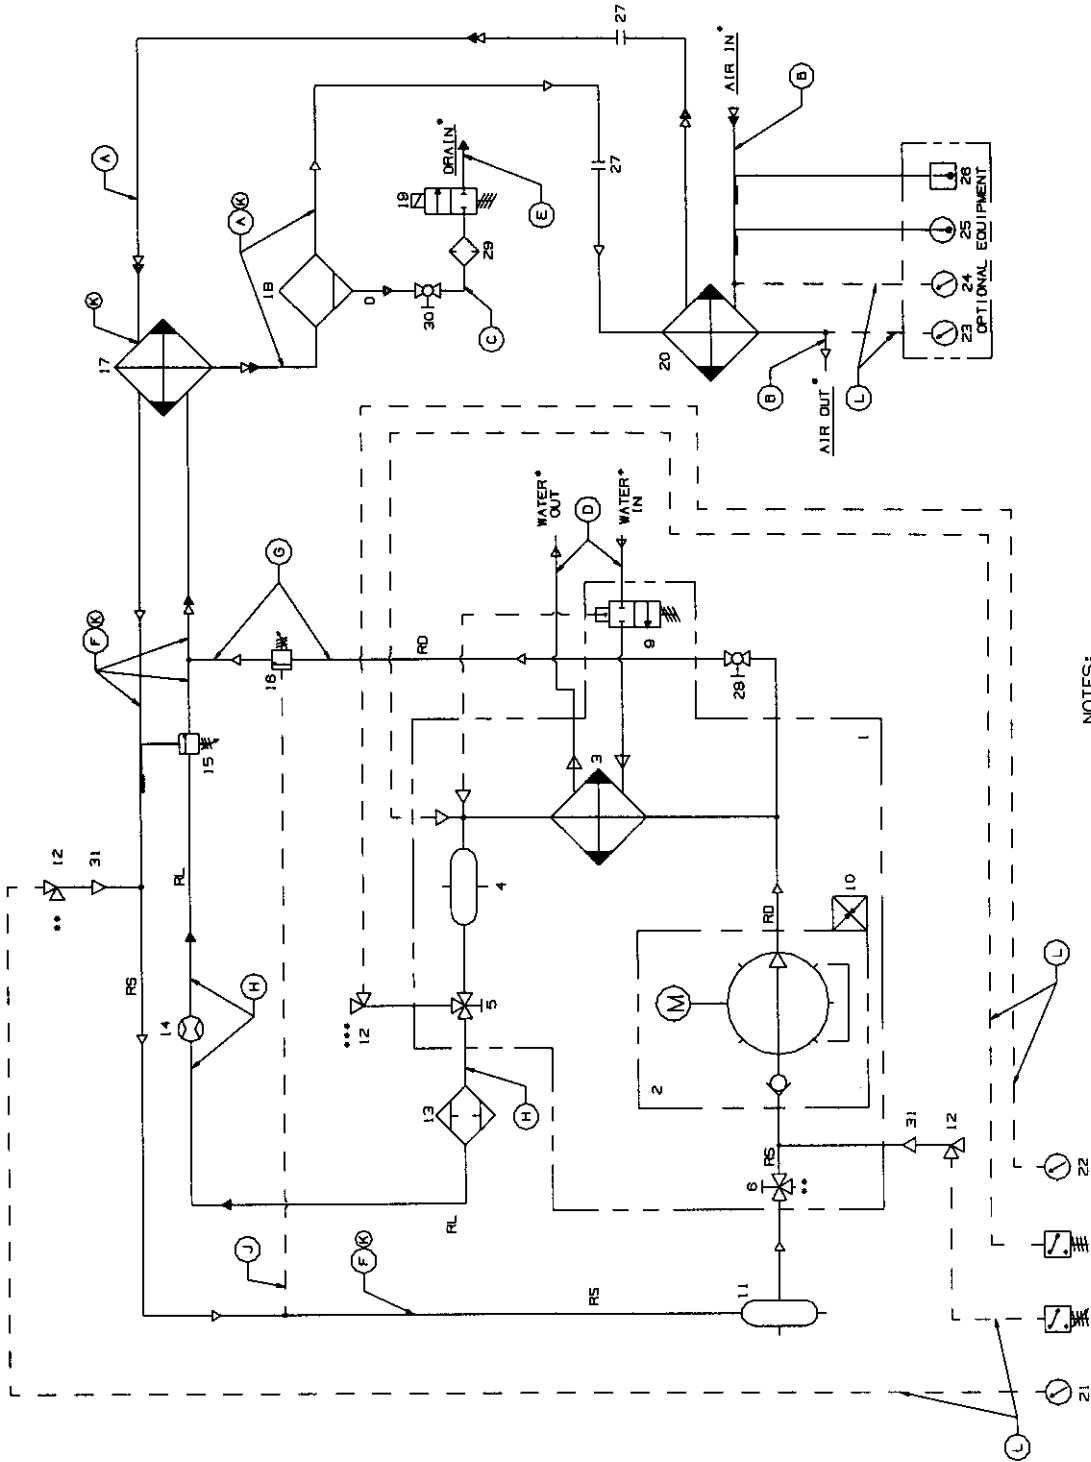 **
12
31
A
K
F K
17
RS
14
RL
15
A K
J
H
18
16
G
***
12
F K
D
19
13
RD
30
DRAIN*
RL
C
29
5
4
H
E
WATER*
OUT
D
WATER*
IN
RS
3
27
27
9
20
2
M
AIR IN*
28
11
6
**
RS
RD
B
B
AIR OUT*
10
1
L
31
12
23
24
25
26
OPTIONAL EQUIPMENT
L
L
21
22
NOTES: